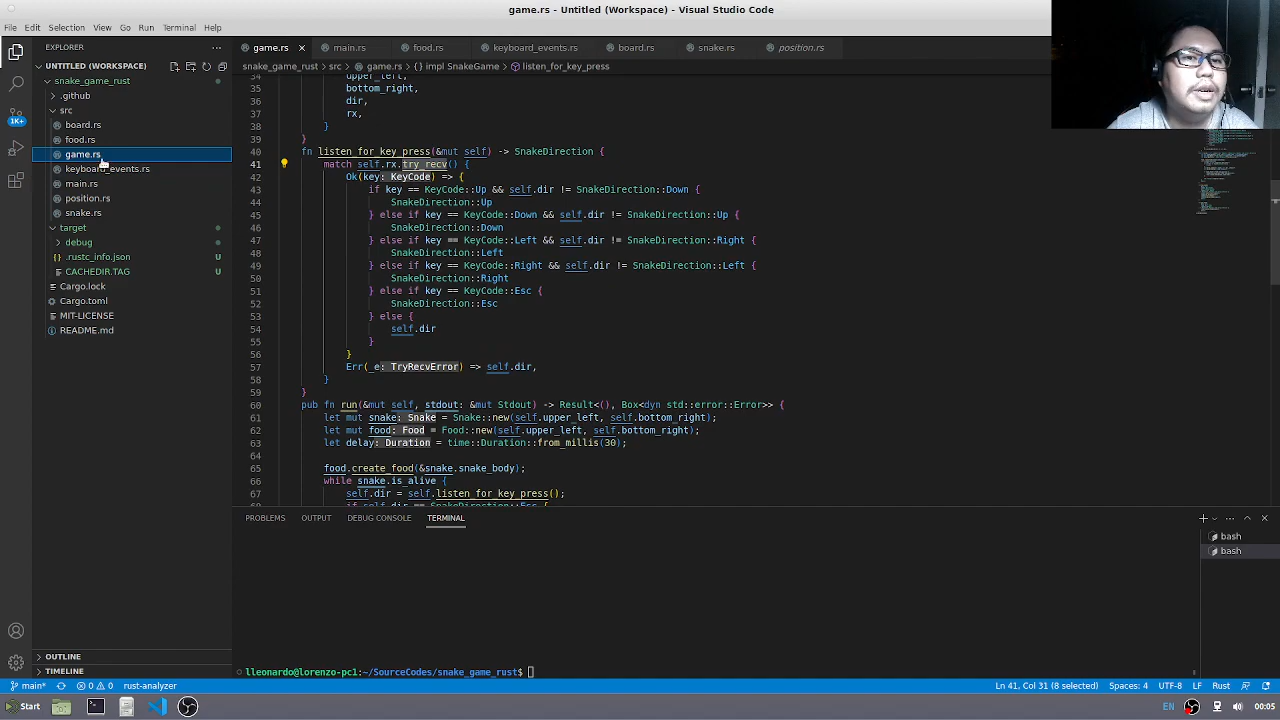 game.rs - Untitled (Workspace) - Visual Studio Code
File Edit Selection View Go Run Terminal Help
EXPLORER
game.rs main.rs food.rs keyboard_events.rs board.rs snake.rs position.rs
UNTITLED (WORKSPACE)
snake_game_rust > src > game.rs > {} impl SnakeGame > listen_for_key_press
snake_game_rust
.github
src
board.rs
food.rs
game.rs
keyboard_events.rs
main.rs
position.rs
snake.rs
target
debug
.rustc_info.json
CACHEDIR.TAG
Cargo.lock
Cargo.toml
MIT-LICENSE
README.md
OUTLINE
TIMELINE
1K+
34 upper_left,
35 bottom_right,
36 dir,
37 rx,
38 }
39 }
40 fn listen_for_key_press(&mut self) -> SnakeDirection {
41 match self.rx.try_recv() {
42 Ok(key: KeyCode) => {
43 if key == KeyCode::Up && self.dir != SnakeDirection::Down {
44 SnakeDirection::Up
45 } else if key == KeyCode::Down && self.dir != SnakeDirection::Up {
46 SnakeDirection::Down
47 } else if key == KeyCode::Left && self.dir != SnakeDirection::Right {
48 SnakeDirection::Left
49 } else if key == KeyCode::Right && self.dir != SnakeDirection::Left {
50 SnakeDirection::Right
51 } else if key == KeyCode::Esc {
52 SnakeDirection::Esc
53 } else {
54 self.dir
55 }
56 }
57 Err(_e: TryRecvError) => self.dir,
58 }
59 }
60 pub fn run(&mut self, stdout: &mut Stdout) -> Result<(), Box<dyn std::error::Error>> {
61 let mut snake: Snake = Snake::new(self.upper_left, self.bottom_right);
62 let mut food: Food = Food::new(self.upper_left, self.bottom_right);
63 let delay: Duration = time::Duration::from_millis(30);
64
65 food.create_food(&snake.snake_body);
66 while snake.is_alive {
67 self.dir = self.listen_for_key_press();
68 if self.dir == SnakeDirection::Esc {
PROBLEMS OUTPUT DEBUG CONSOLE TERMINAL
bash
bash
lleonardo@lorenzo-pc1:~/SourceCodes/snake_game_rust$
main* 0 0 rust-analyzer Ln 41, Col 31 (8 selected) Spaces: 4 UTF-8 LF Rust
Start EN 00:05